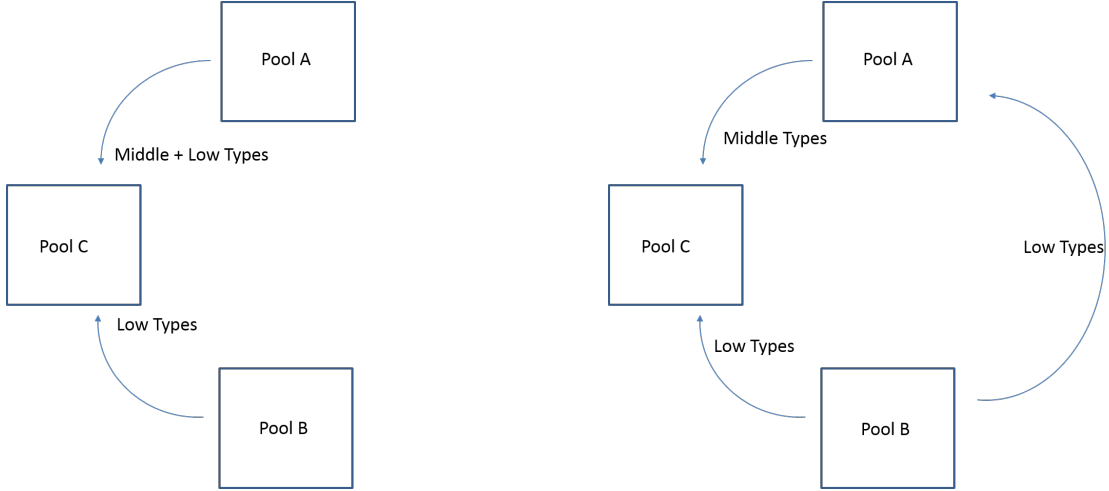 Pool A
Middle + Low Types
Pool C
Low Types
Pool B
Pool A
Middle Types
Pool C
Low Types
Low Types
Pool B